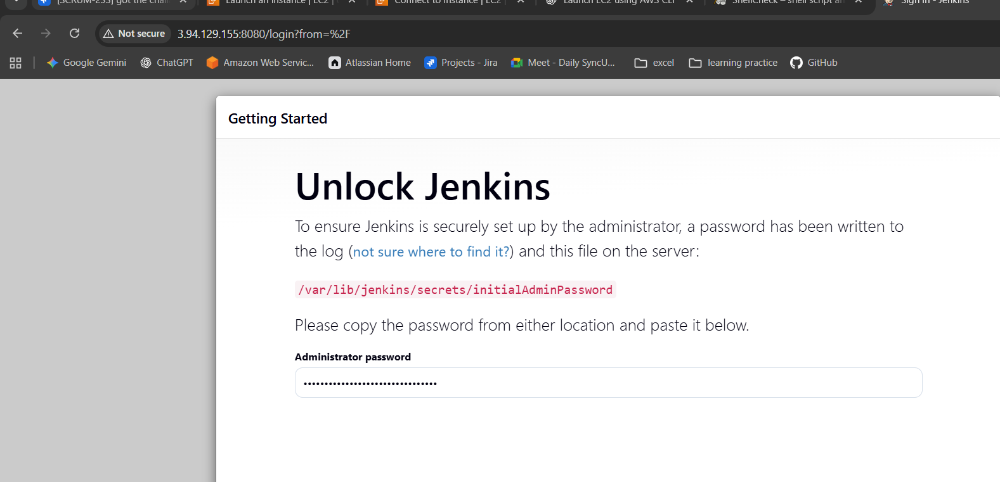 [SCRUM-253] got the chall
Launch an instance | EC2 |
Connect to instance | EC2
Launch EC2 using AWS CLI
ShellCheck – shell script an
Sign in - Jenkins
Not secure
3.94.129.155:8080/login?from=%2F
Google Gemini
ChatGPT
Amazon Web Servic...
Atlassian Home
Projects - Jira
Meet - Daily SyncU...
excel
learning practice
GitHub
Getting Started
Unlock Jenkins
To ensure Jenkins is securely set up by the administrator, a password has been written to
the log (not sure where to find it?) and this file on the server:
/var/lib/jenkins/secrets/initialAdminPassword
Please copy the password from either location and paste it below.
Administrator password